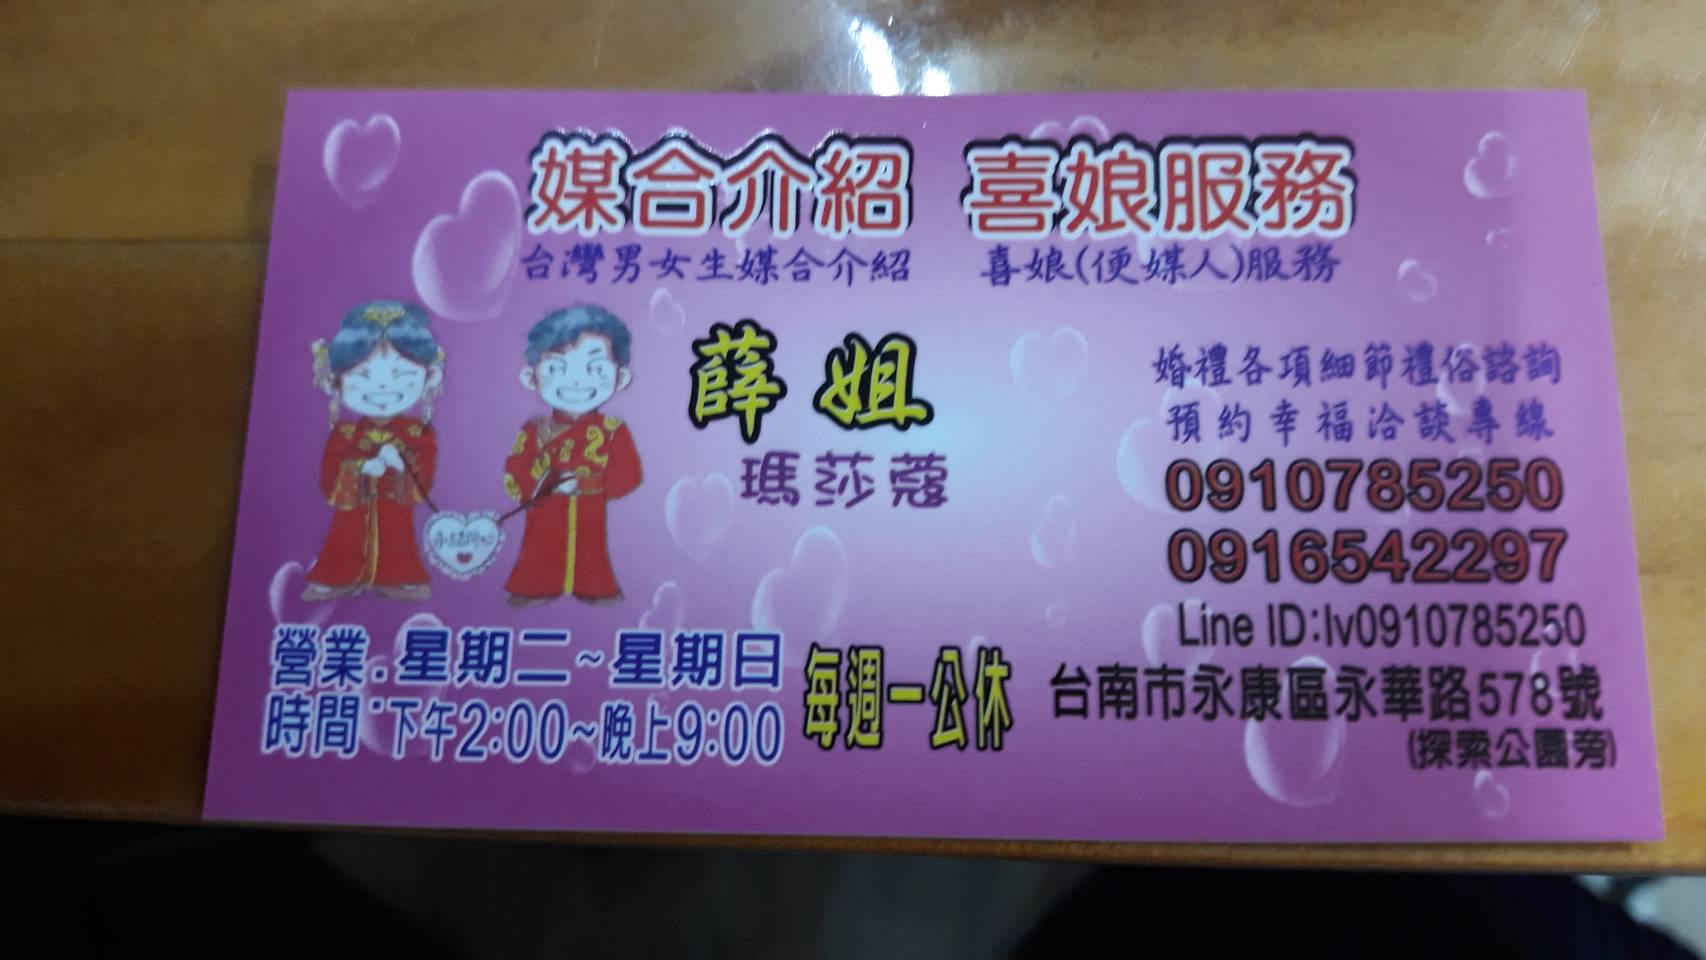 媒合介紹 喜娘服務
台灣男女生媒合介紹 喜娘(便媒人)服務
薛姐
瑪莎蔻
婚禮各項細節禮俗諮詢
預約幸福洽談專線
0910785250
0916542297
Line ID:lv0910785250
永結同心
營業時間:星期二~星期日
下午2:00~晚上9:00
每週一公休
台南市永康區永華路578號
(探索公園旁)